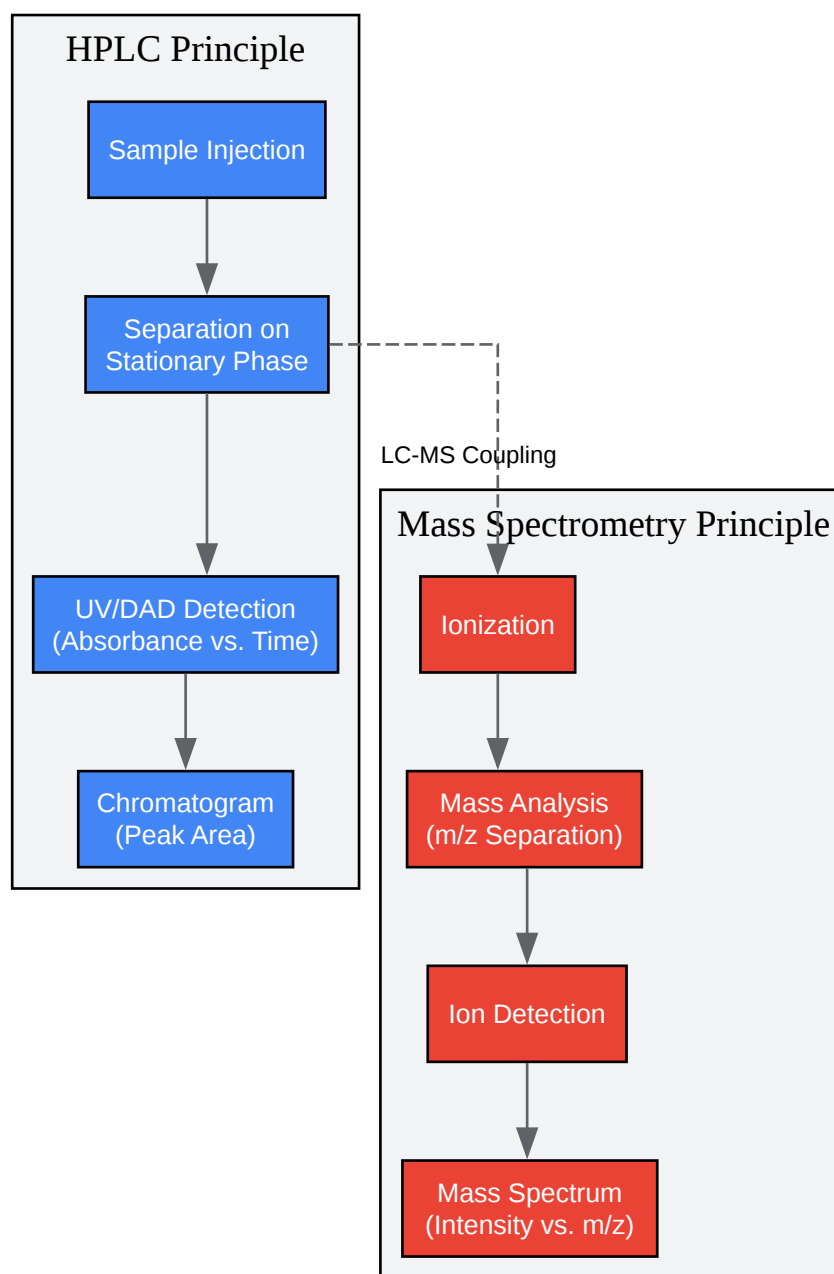 HPLC Principle
Sample Injection
Separation on
Stationary Phase
LC-MS Coupling
UV/DAD Detection
(Absorbance vs. Time)
Chromatogram
(Peak Area)
Mass Spectrometry Principle
Ionization
Mass Analysis
(m/z Separation)
Ion Detection
Mass Spectrum
(Intensity vs. m/z)